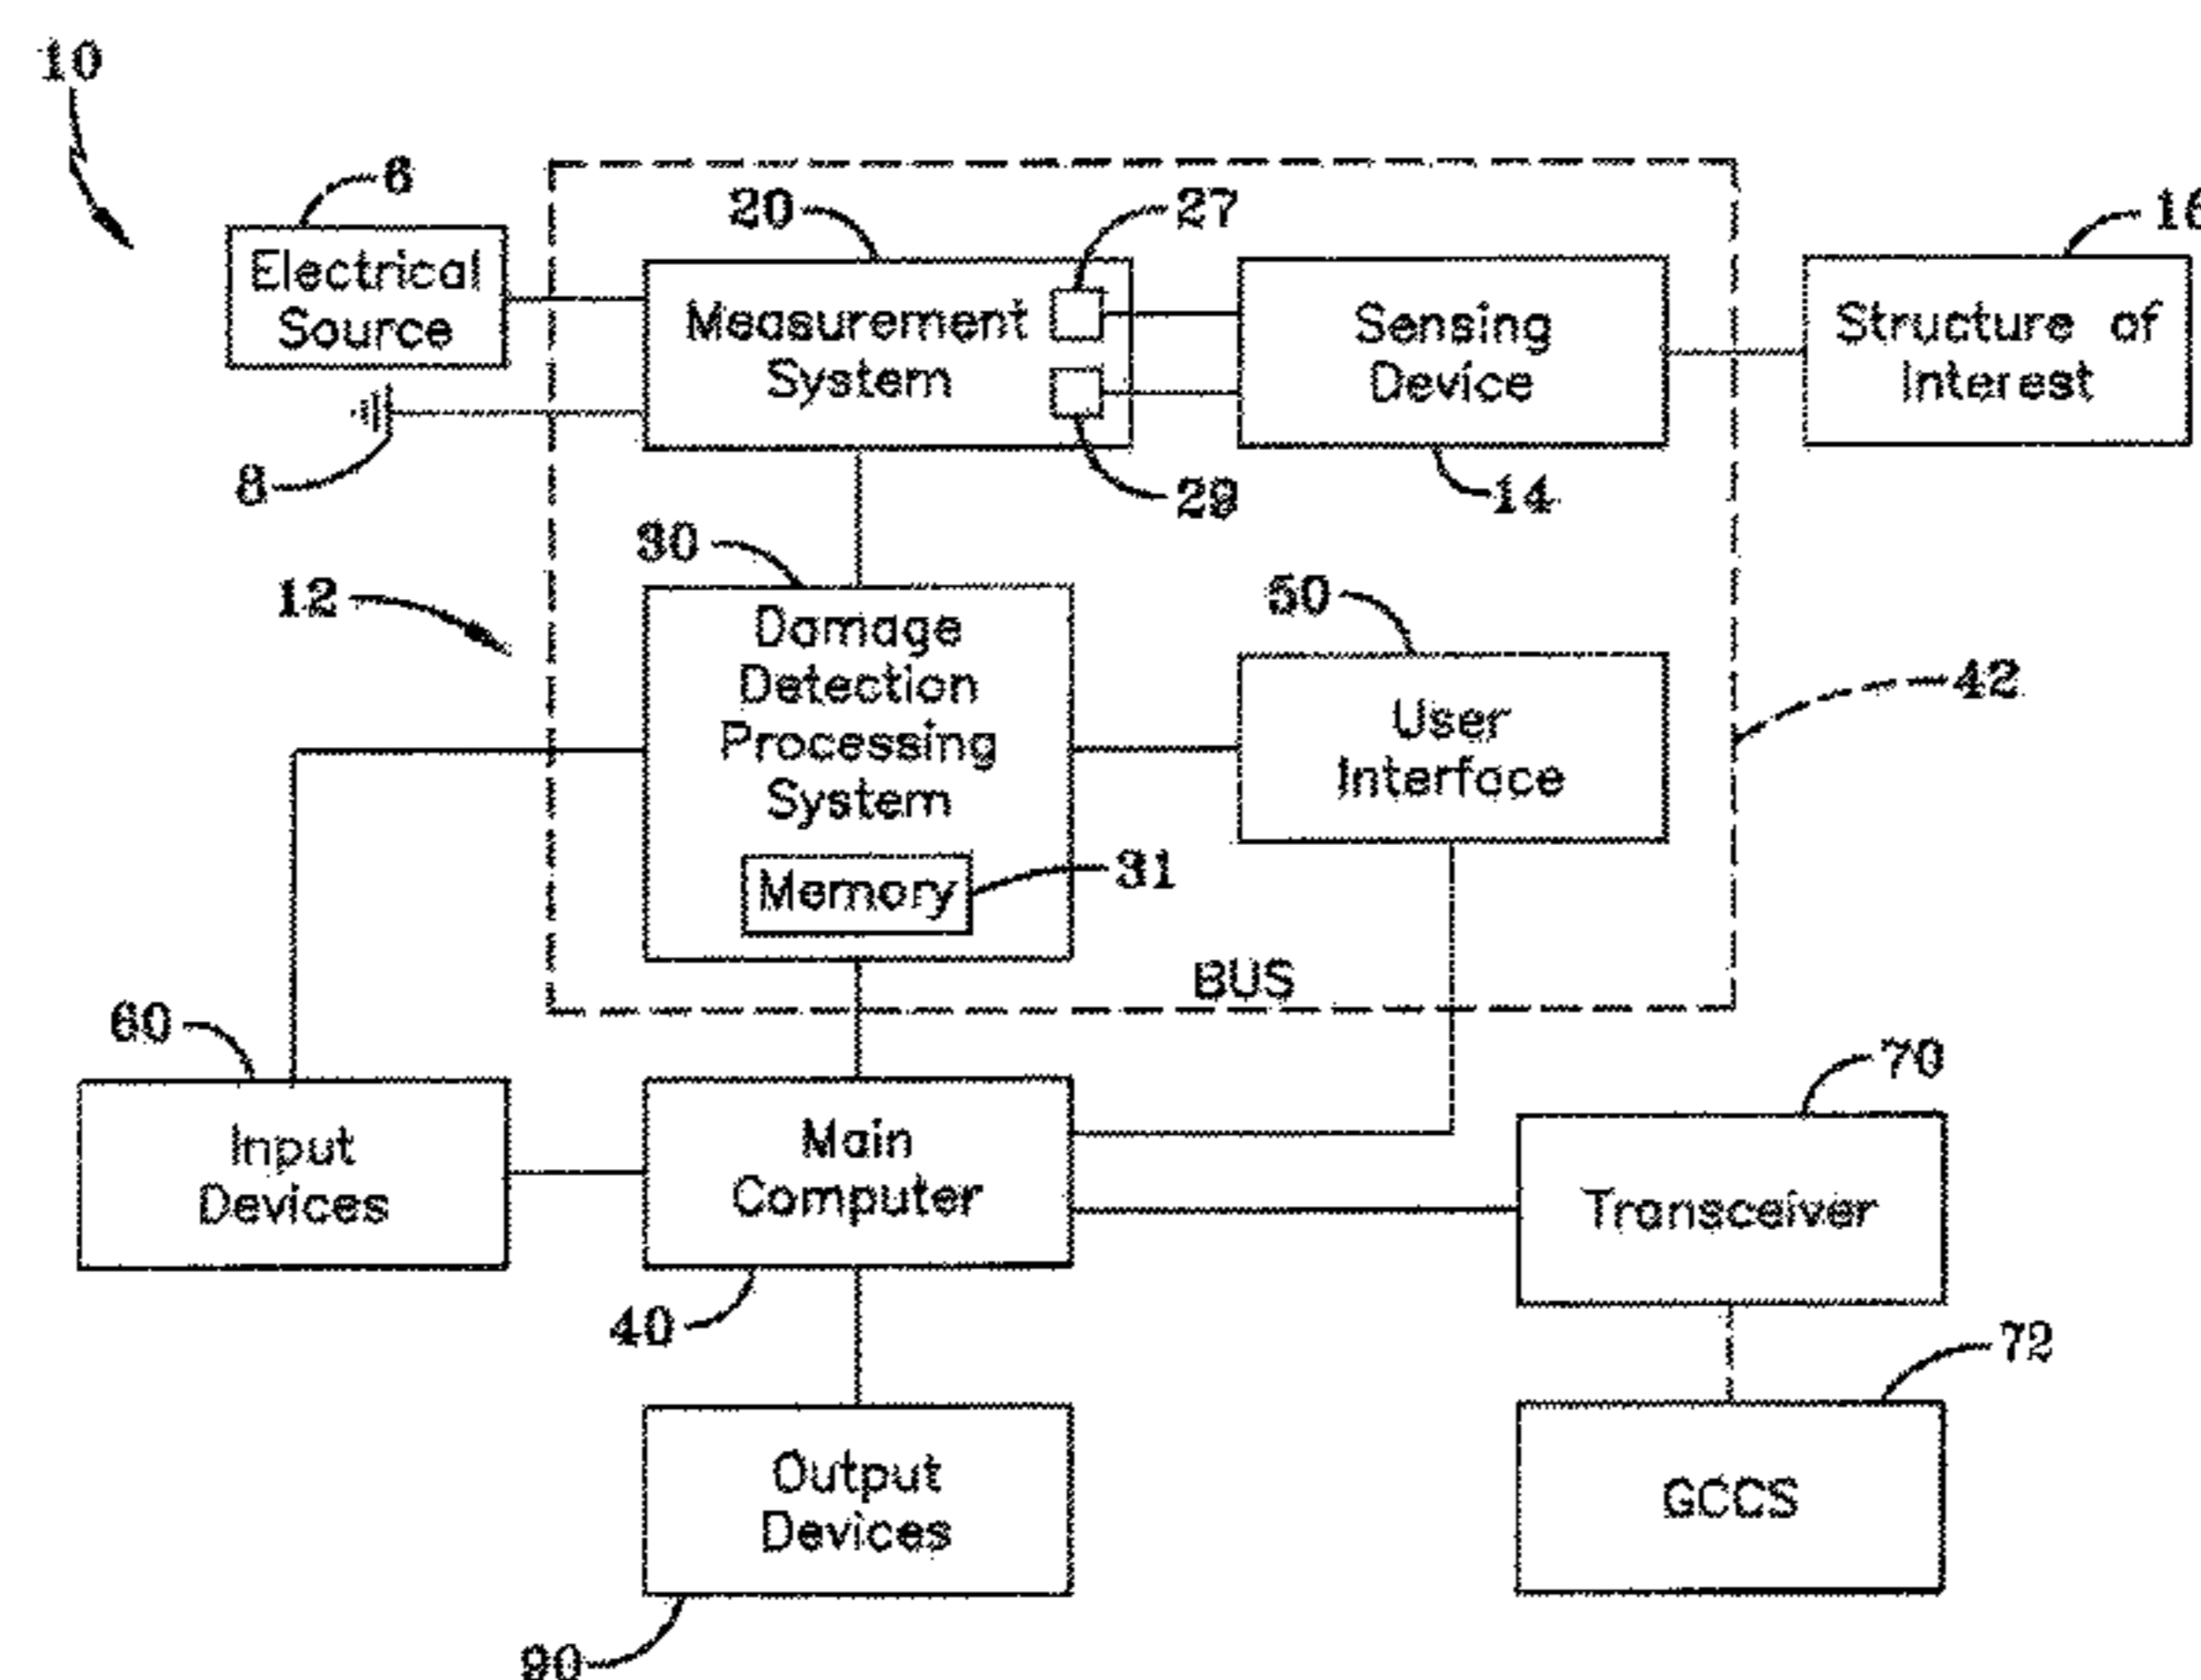 10
6
Electrical
Source
8
20
27
Measurement
System
29
Sensing
Device
14
16
Structure of
Interest
12
30
Damage
Detection
Processing
System
Memory
31
50
User
Interface
42
BUS
60
Input
Devices
Main
Computer
40
70
Transceiver
72
GCCS
Output
Devices
90